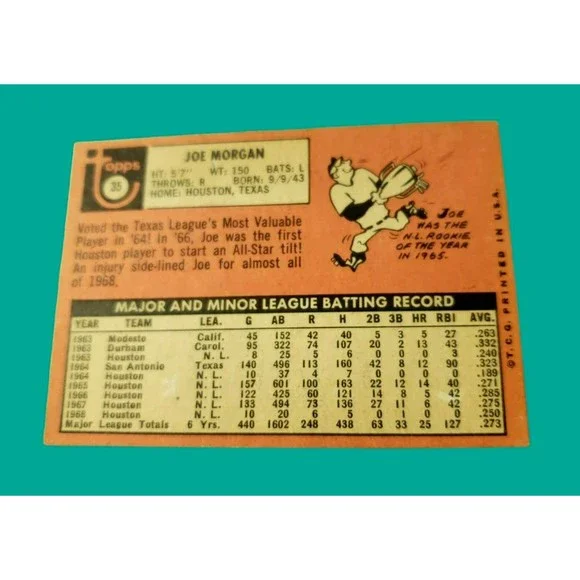 topps
35
JOE MORGAN
HT: 5'7" WT: 150 BATS: L
THROWS: R BORN: 9/9/43
HOME: HOUSTON, TEXAS
Voted the Texas League's Most Valuable
Player in '64! In '66, Joe was the first
Houston player to start an All-Star tilt!
An injury side-lined Joe for almost all
of 1968.
JOE
WAS THE
N.L. ROOKIE
OF THE YEAR
IN 1965.
©T.C.G. PRINTED IN U.S.A.
MAJOR AND MINOR LEAGUE BATTING RECORD
YEAR TEAM LEA. G AB R H 2B 3B HR RBI AVG.
1963 Modesto Calif. 45 152 42 40 8 3 5 27 .263
1963 Durham Carol. 95 322 74 107 20 2 13 43 .332
1963 Houston N. L. 8 25 5 6 0 1 0 3 .240
1964 San Antonio Texas 140 496 113 160 42 8 12 90 .323
1964 Houston N. L. 10 37 4 7 0 0 0 0 .189
1965 Houston N. L. 157 601 100 163 22 12 14 40 .271
1966 Houston N. L. 122 425 60 121 14 8 5 42 .285
1967 Houston N. L. 133 494 73 136 27 11 6 42 .275
1968 Houston N. L. 10 20 6 5 0 1 0 0 .250
Major League Totals 6 Yrs. 440 1602 248 438 63 33 25 127 .273